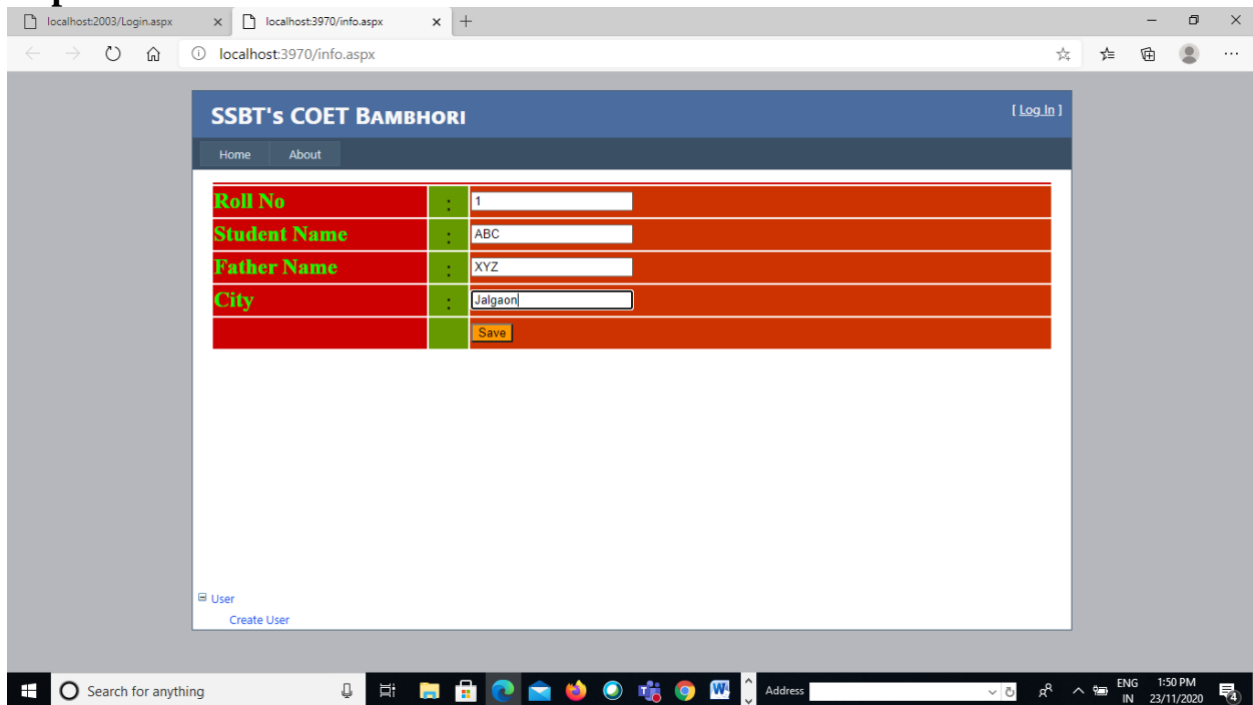 localhost:2003/Login.aspx
localhost:3970/info.aspx
localhost:3970/info.aspx
SSBT's COET BAMBHORI
[ Log In ]
Home About
Roll No : 1
Student Name : ABC
Father Name : XYZ
City : Jalgaon
Save
User
Create User
Search for anything
Address
ENG 1:50 PM
IN 23/11/2020
4